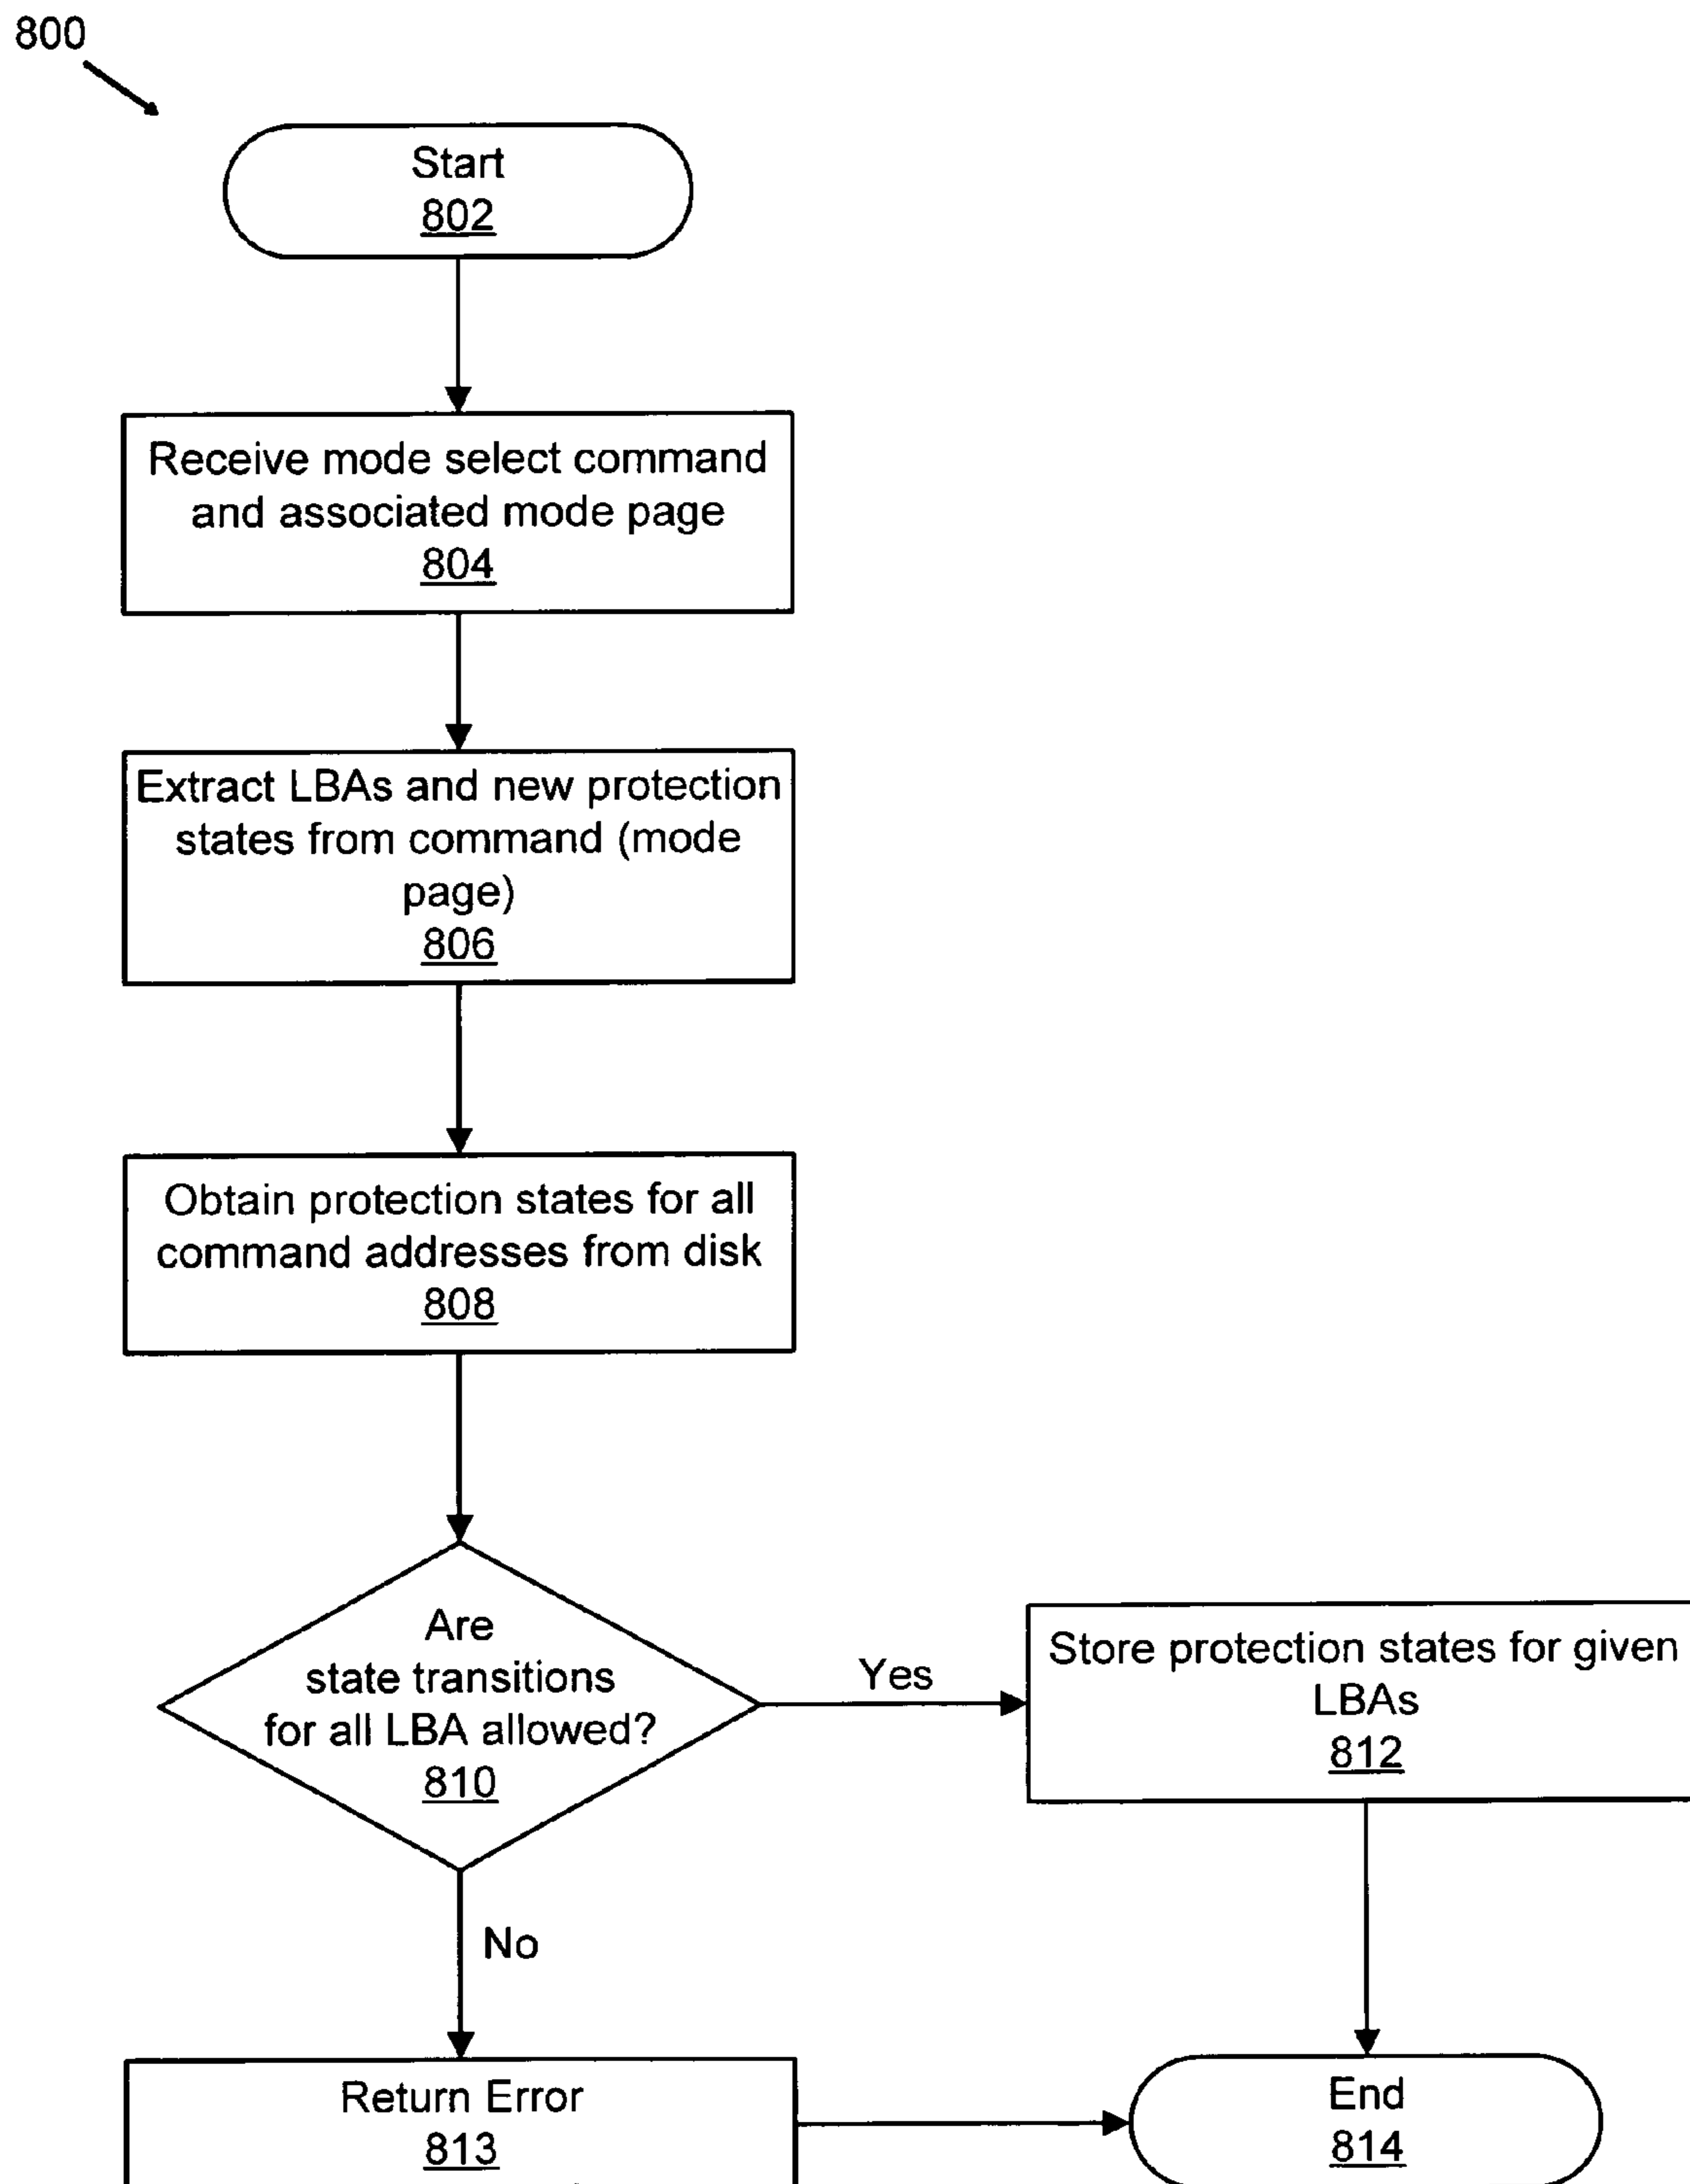 800
Start
802
Receive mode select command
and associated mode page
804
Extract LBAs and new protection
states from command (mode
page)
806
Obtain protection states for all
command addresses from disk
808
Are
state transitions
for all LBA allowed?
810
Yes
Store protection states for given
LBAs
812
No
Return Error
813
End
814